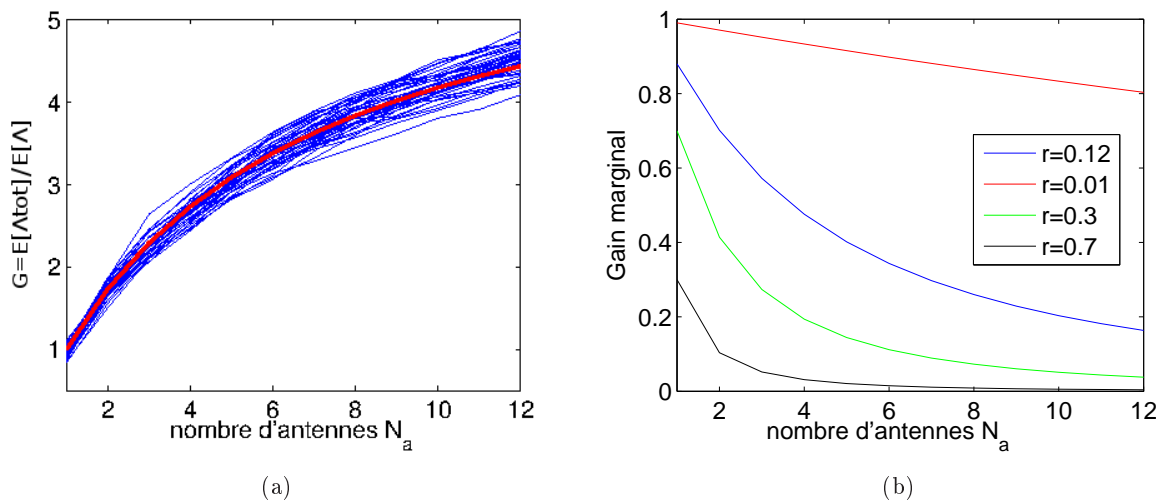 5
4
3
2
1
G=E[Λtot]/E[Λ]
2
4
6
8
10
12
nombre d'antennes N_a
(a)
1
0.8
0.6
0.4
0.2
0
Gain marginal
r=0.12
r=0.01
r=0.3
r=0.7
2
4
6
8
10
12
nombre d'antennes N_a
(b)